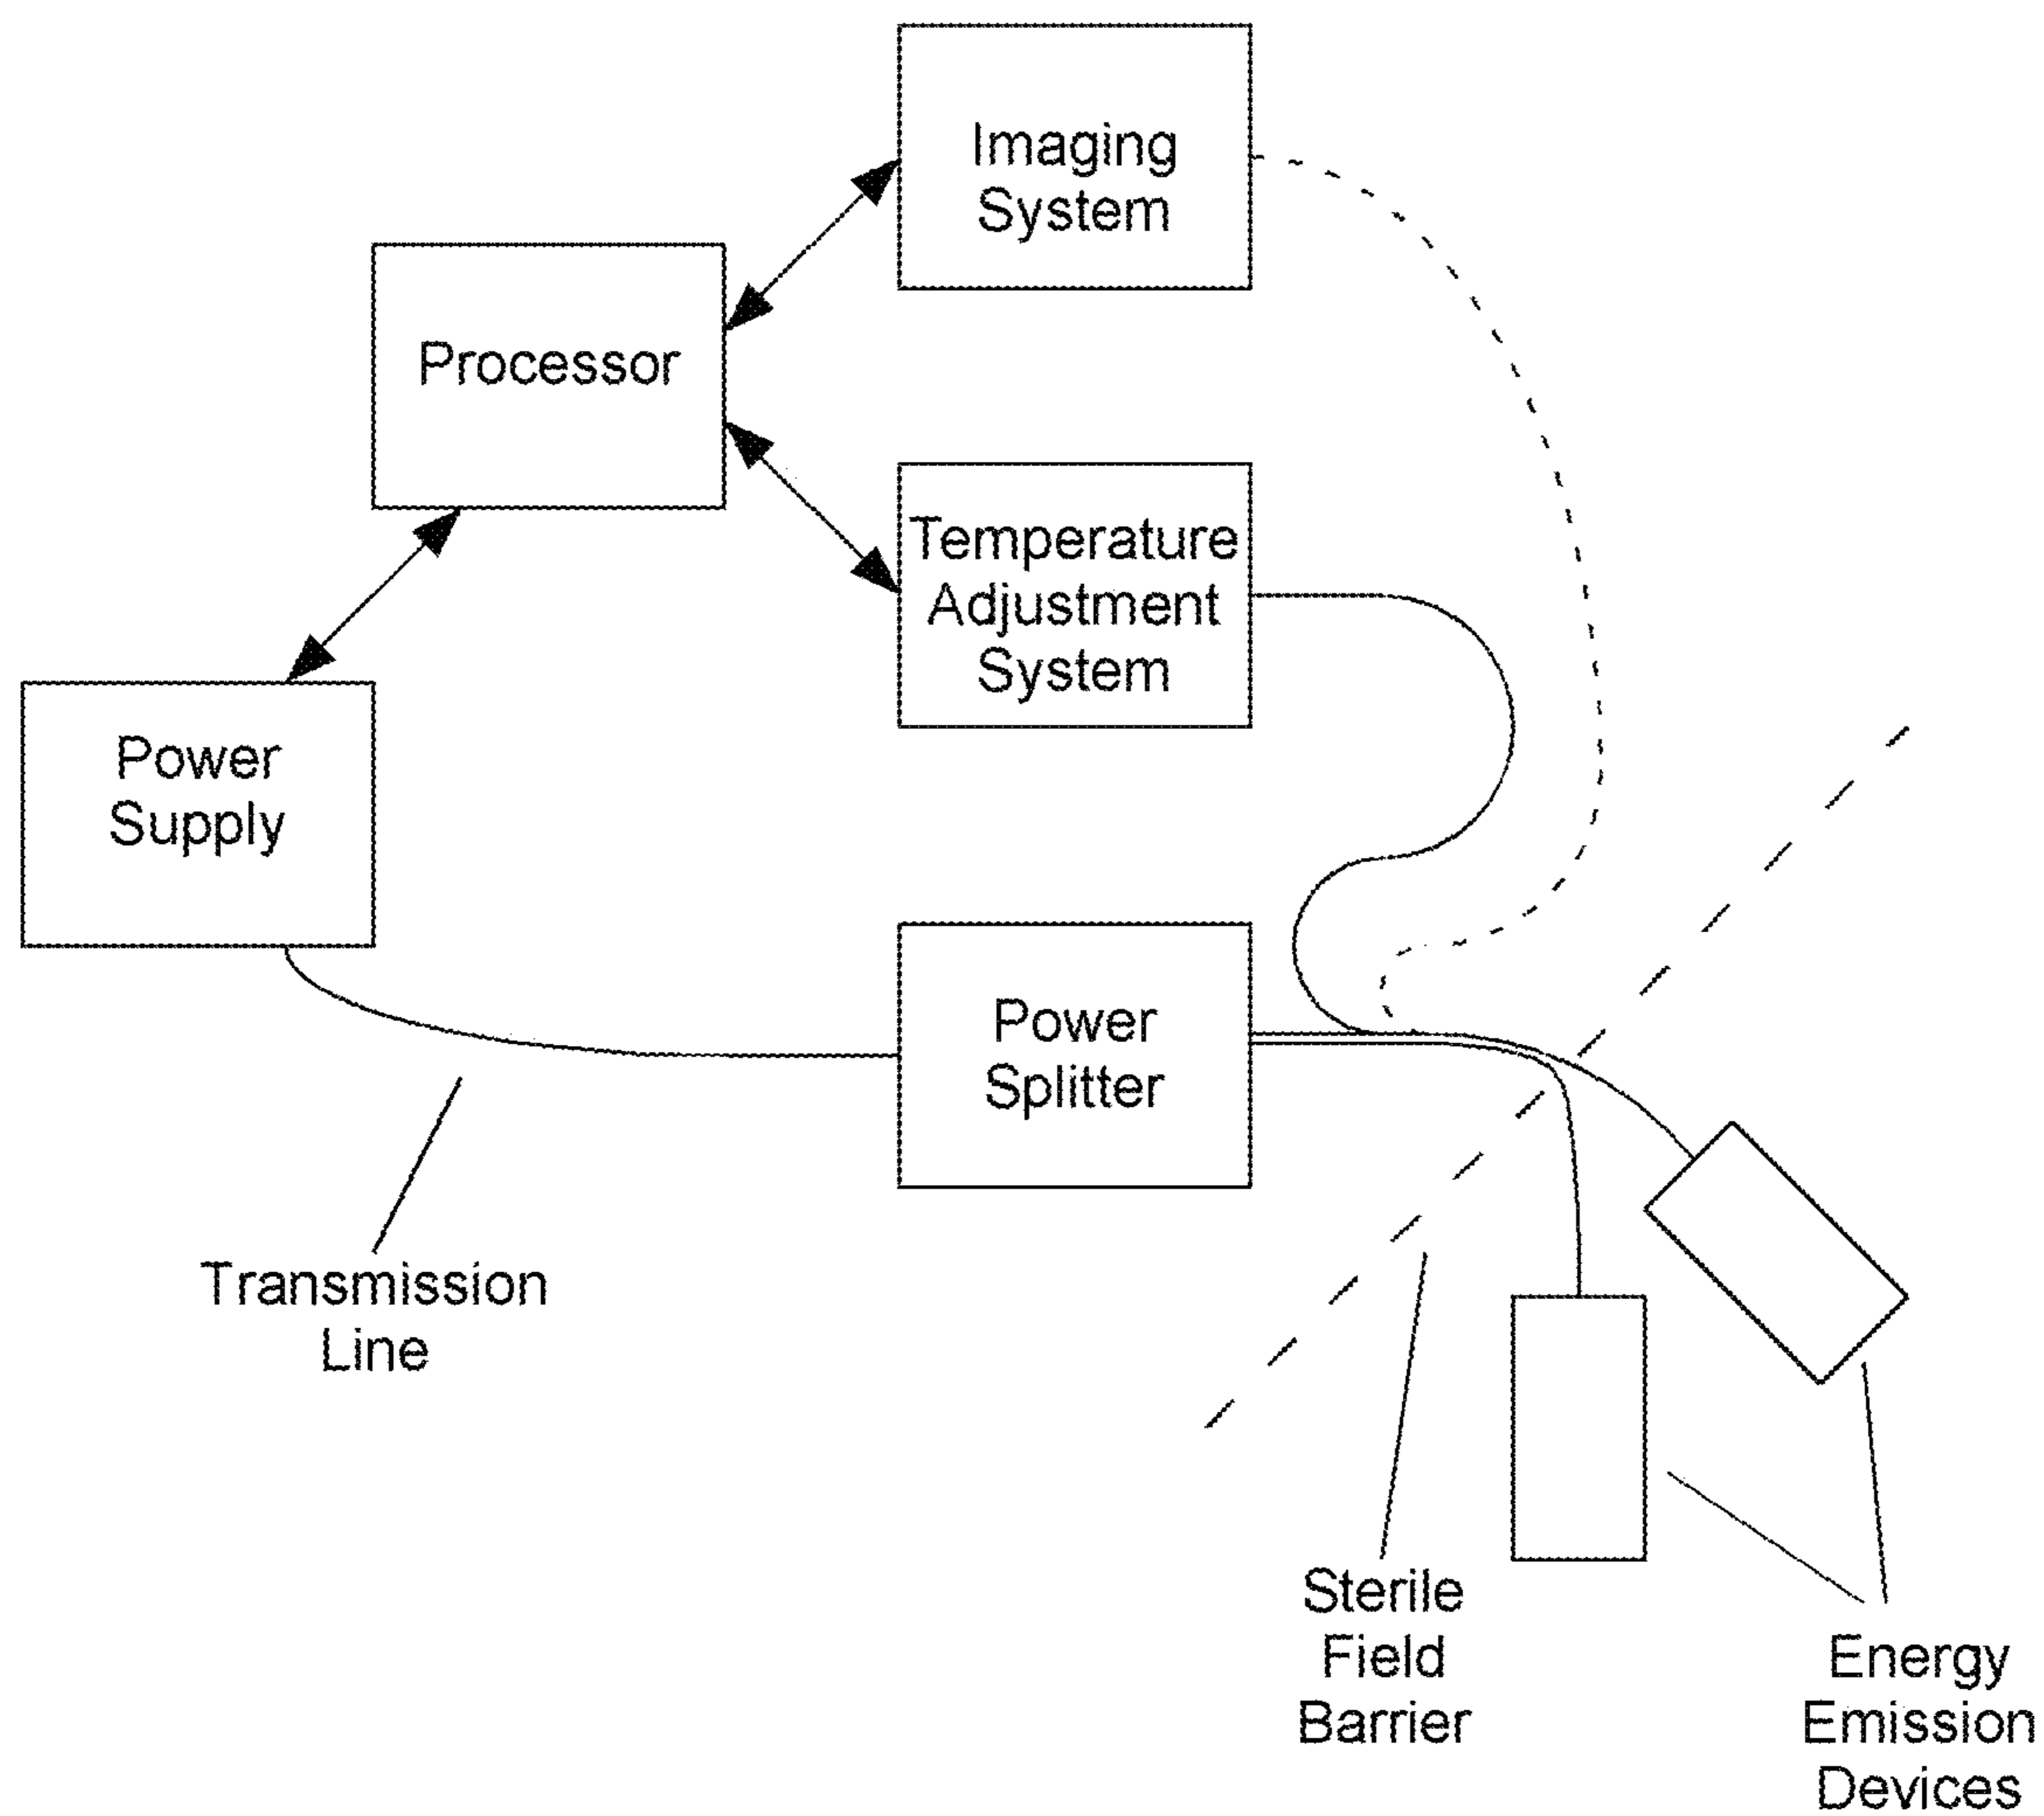 Imaging
System
Processor
Temperature
Adjustment
System
Power
Supply
Power
Splitter
Transmission
Line
Sterile
Field
Barrier
Energy
Emission
Devices